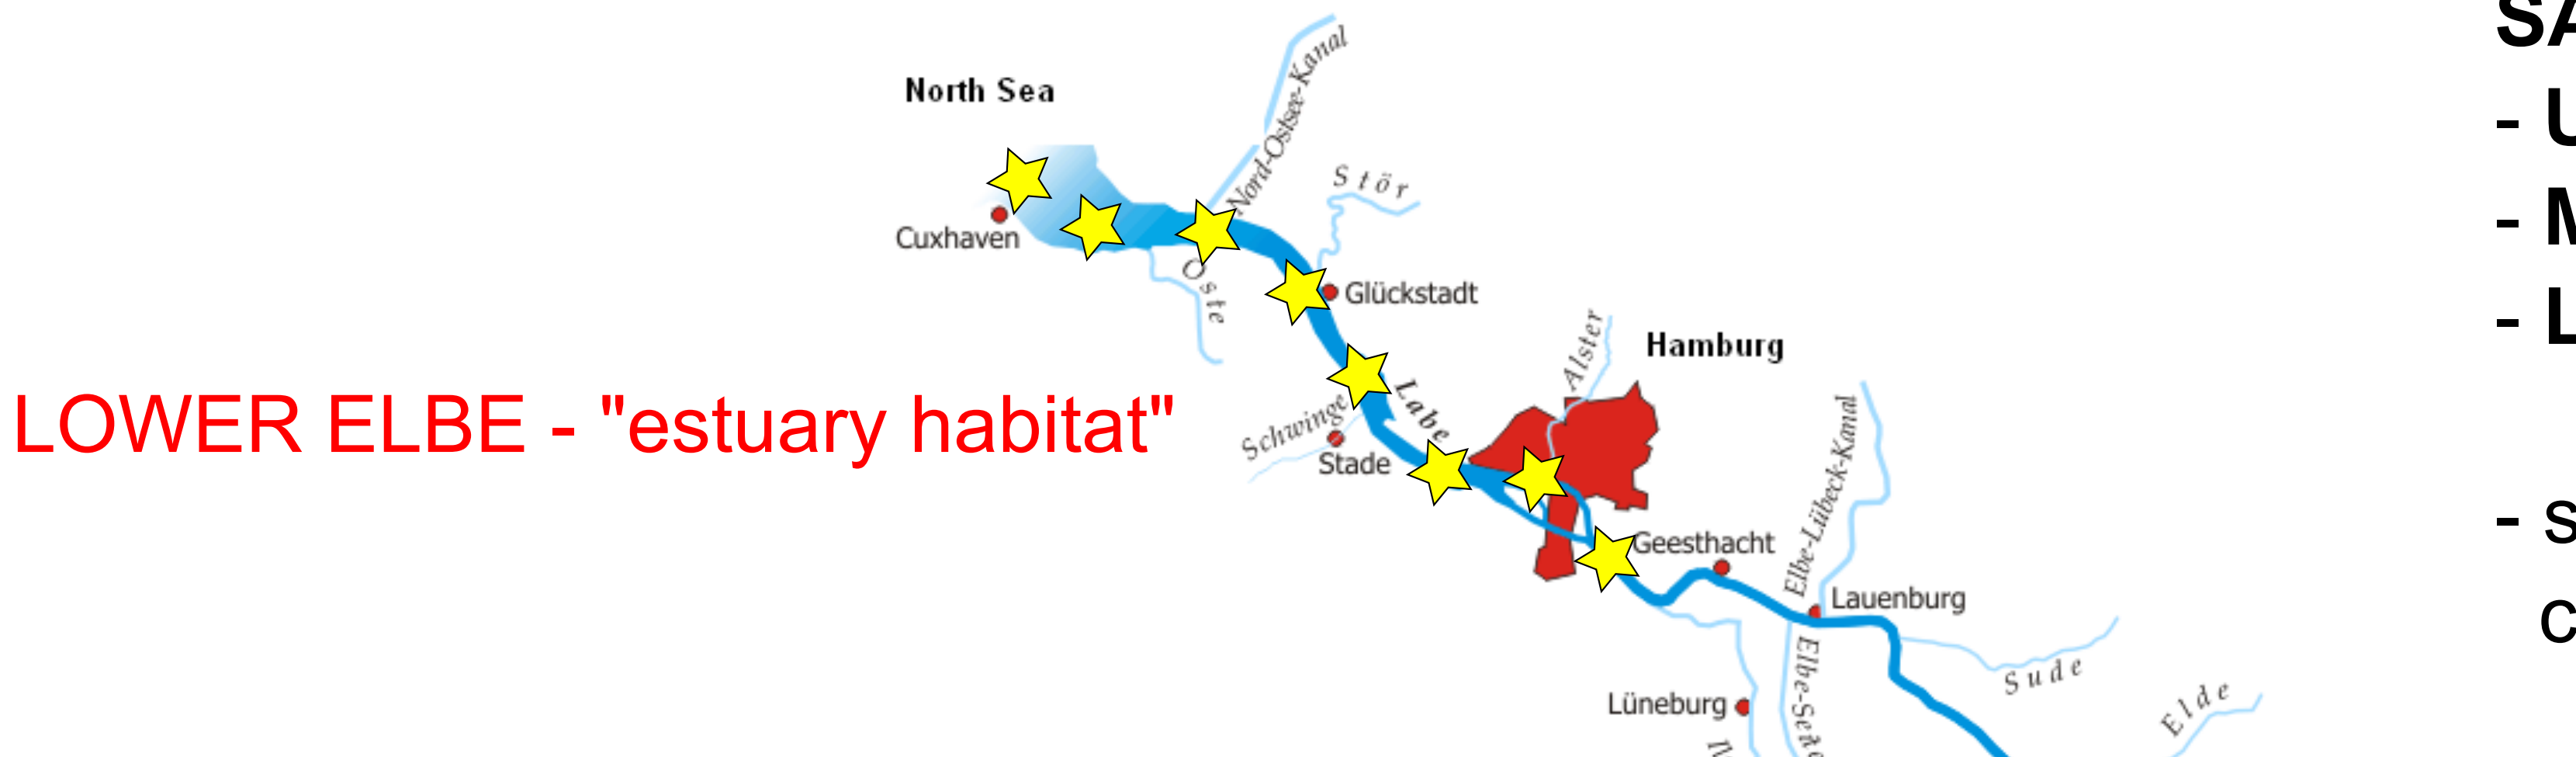 North Sea
Nord-Ostsee-Kanal
Stör
Cuxhaven
Oste
Glückstadt
Alster
Hamburg
LOWER ELBE - "estuary habitat"
Labe
Schwinge
Stade
Elbe-Lübeck-Kanal
Geesthacht
Lauenburg
Sude
Lüneburg
Elde
SA
- U
- M
- L
- s
c